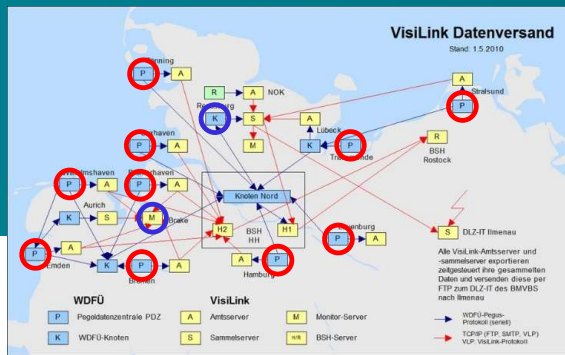 VisiLink Datenversand
Stand: 1.5.2010
P A
R A NOK
K S A
M
A
Stralsund
P
Lübeck
K P
R
BSH
Rostock
P A
P A P A
Aurich
K S M Brake
Knoten Nord
H2 BSH HH H1
S DLZ-IT Ilmenau
P A
Emden
K P A
A P
Hamburg
P A
Alle VisiLink-Amtsserver und
-sammelserver exportieren
zeitgesteuert ihre gesammelten
Daten und versenden diese per
FTP zum DLZ-IT des BMVBS
nach Ilmenau
WDFÜ VisiLink
P Pegeldatenzentrale PDZ A Amtsserver M Monitor-Server
K WDFÜ-Knoten S Sammelserver BSH-Server
WDFÜ-Pegus-
Protokoll (seriell)
TCP/IP (FTP, SMTP, VLP)
VLP: VisiLink-Protokoll